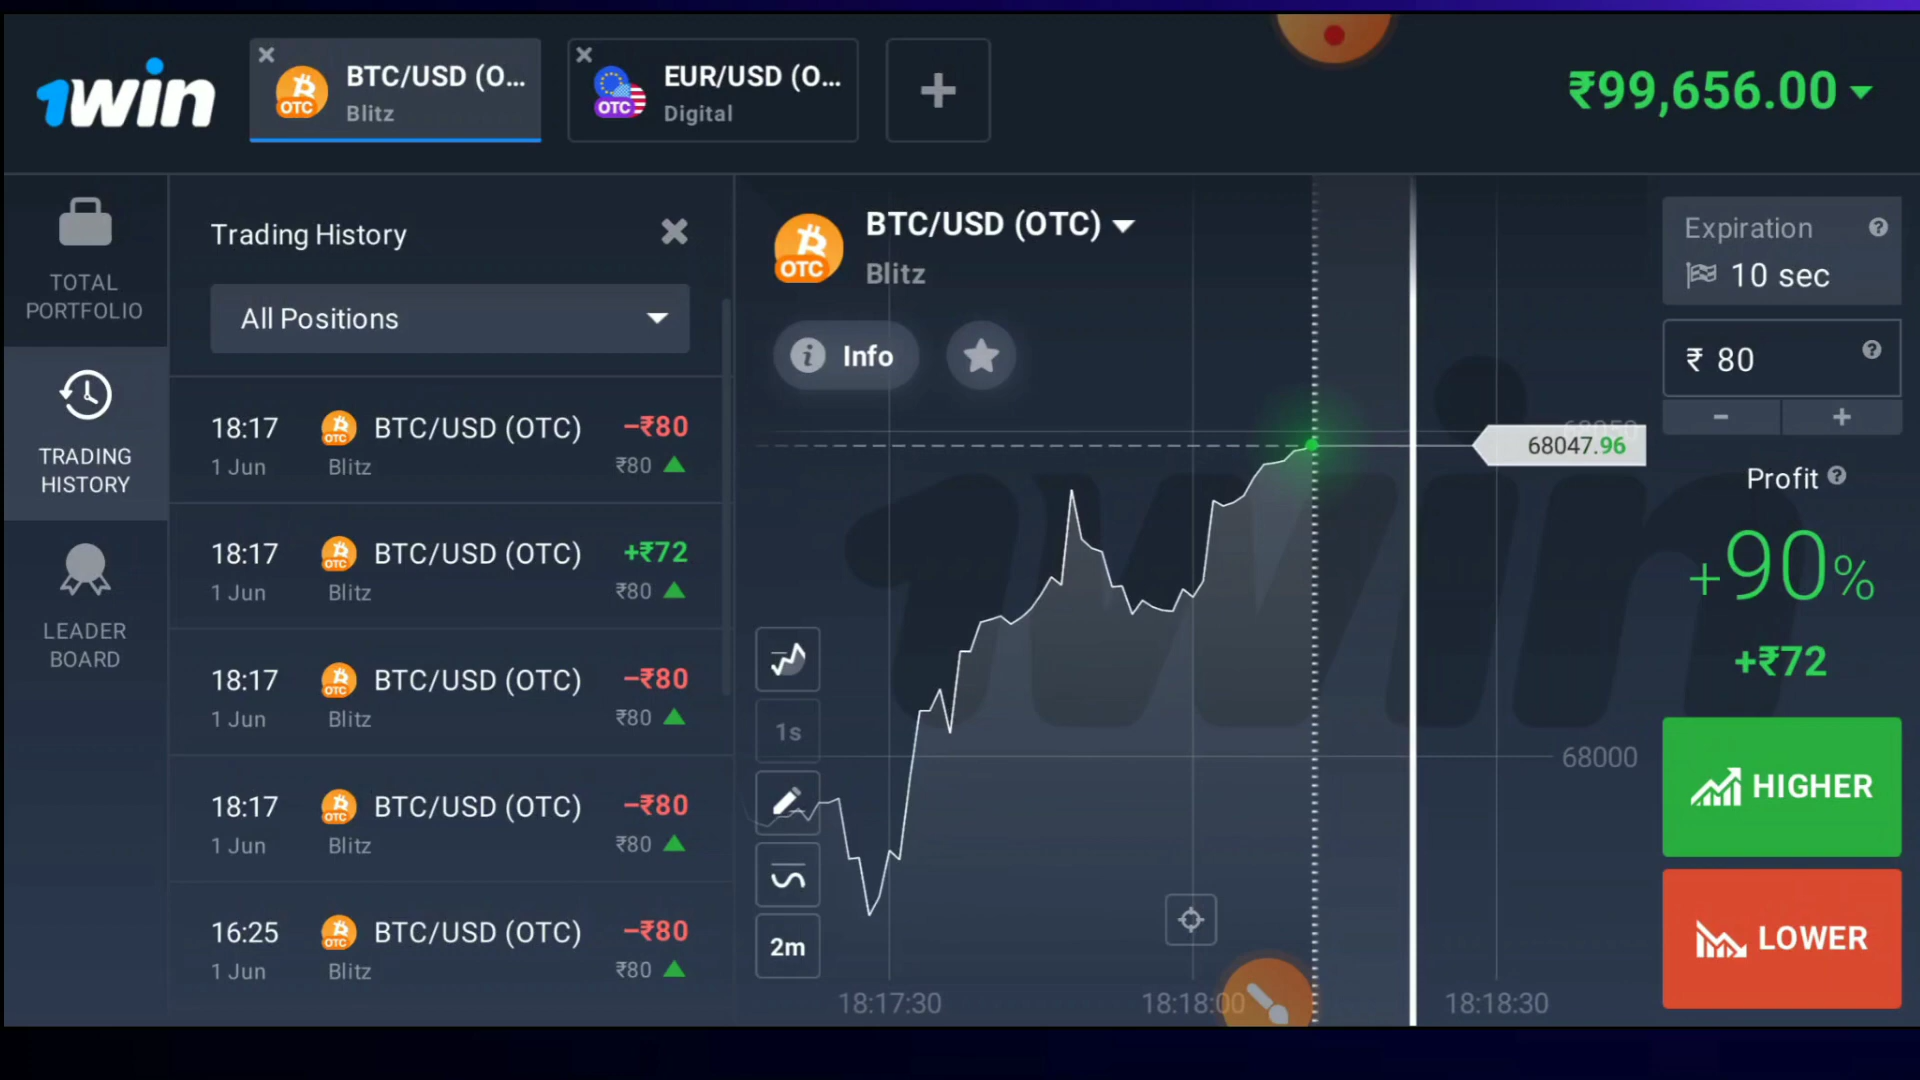 1win
BTC/USD (O...
Blitz
OTC
EUR/USD (O...
Digital
OTC
₹99,656.00
TOTAL
PORTFOLIO
TRADING
HISTORY
LEADER
BOARD
Trading History
All Positions
18:17 BTC/USD (OTC) −₹80
1 Jun Blitz ₹80
18:17 BTC/USD (OTC) +₹72
1 Jun Blitz ₹80
18:17 BTC/USD (OTC) −₹80
1 Jun Blitz ₹80
18:17 BTC/USD (OTC) −₹80
1 Jun Blitz ₹80
16:25 BTC/USD (OTC) −₹80
1 Jun Blitz ₹80
BTC/USD (OTC)
Blitz
OTC
Info
1s
2m
68047.96
68000
18:17:30
18:18:00
18:18:30
1win
Expiration
10 sec
₹ 80
− +
Profit
+90%
+₹72
HIGHER
LOWER